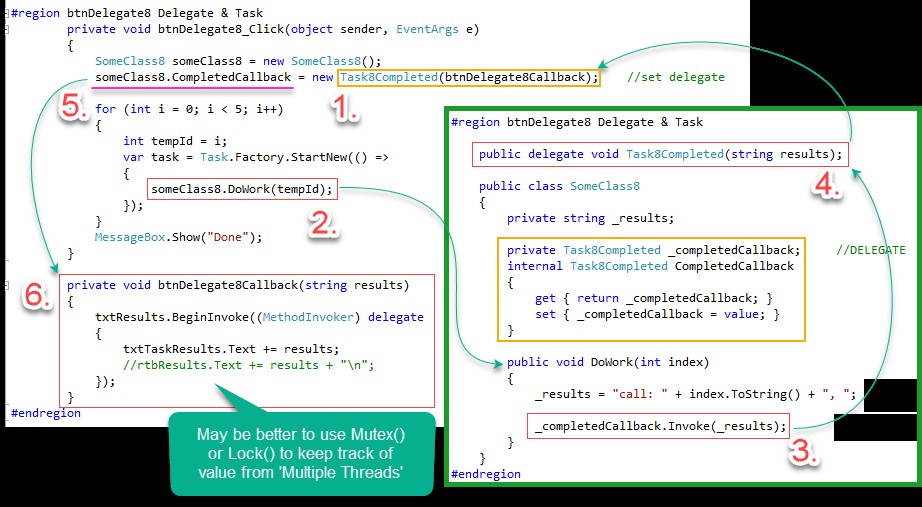 #region btnDelegate8 Delegate & Task
private void btnDelegate8_Click(object sender, EventArgs e)
{
SomeClass8 someClass8 = new SomeClass8();
someClass8.CompletedCallback = new Task8Completed(btnDelegate8Callback); //set delegate
5.
1.
for (int i = 0; i < 5; i++)
{
int tempId = i;
var task = Task.Factory.StartNew(() =>
{
someClass8.DoWork(tempId);
2.
});
}
MessageBox.Show("Done");
}
6.
private void btnDelegate8Callback(string results)
{
txtResults.BeginInvoke((MethodInvoker) delegate
{
txtTaskResults.Text += results;
//rtbResults.Text += results + "\n";
});
}
#endregion
May be better to use Mutex()
or Lock() to keep track of
value from 'Multiple Threads'
#region btnDelegate8 Delegate & Task
public delegate void Task8Completed(string results);
4.
public class SomeClass8
{
private string _results;
private Task8Completed _completedCallback; //DELEGATE
internal Task8Completed CompletedCallback
{
get { return _completedCallback; }
set { _completedCallback = value; }
}
public void DoWork(int index)
{
_results = "call: " + index.ToString() + ", ";
_completedCallback.Invoke(_results);
3.
}
}
#endregion